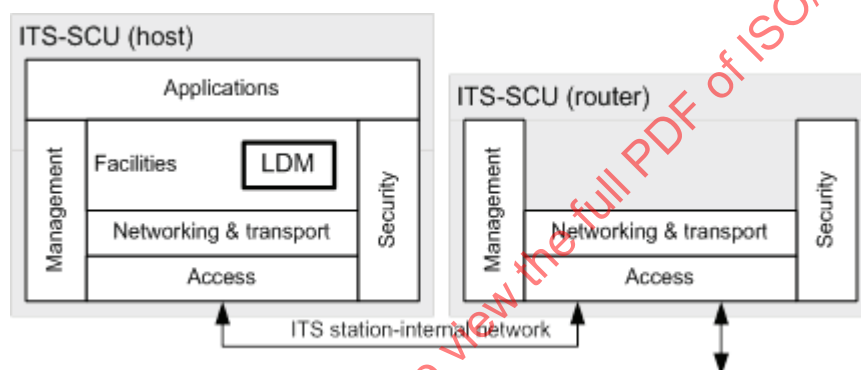 ITS-SCU (host)
Applications
Management
Facilities
LDM
Security
Networking & transport
Access
ITS-SCU (router)
Management
Security
Networking & transport
Access
ITS station-internal network
view the full PDF of ISO